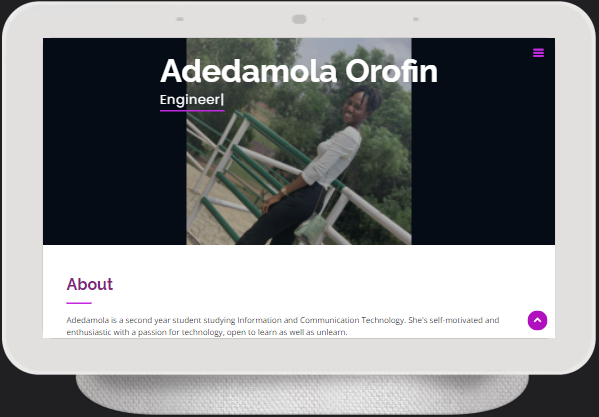 Adedamola Orofin
Engineer|
About
Adedamola is a second year student studying Information and Communication Technology. She's self-motivated and
enthusiastic with a passion for technology, open to learn as well as unlearn.